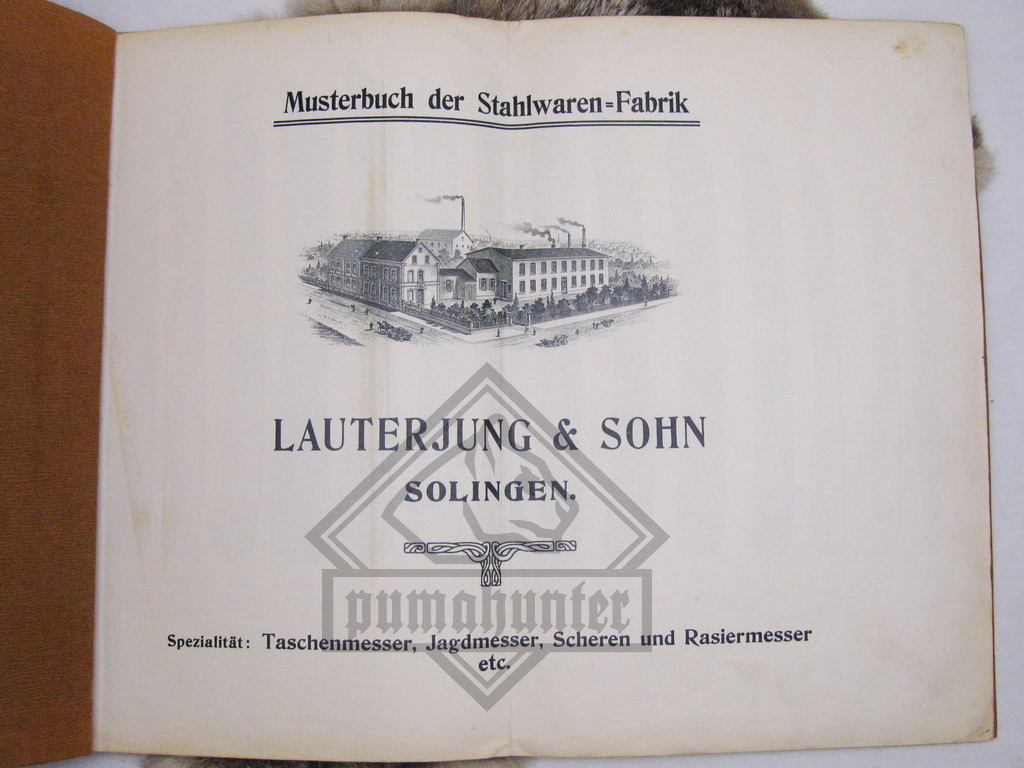 Musterbuch der Stahlwaren=Fabrik
LAUTERJUNG & SOHN
SOLINGEN.
pumahunter
Spezialität: Taschenmesser, Jagdmesser, Scheren und Rasiermesser
etc.